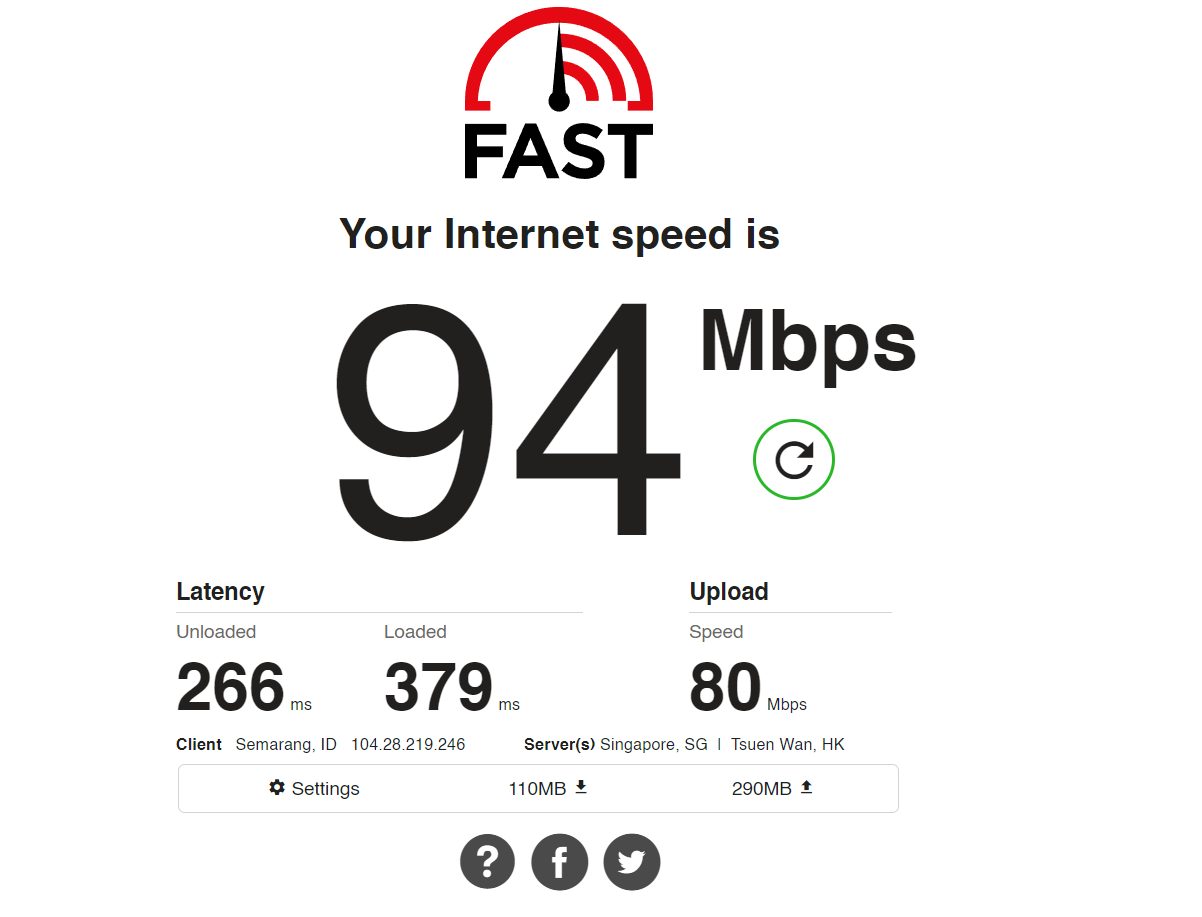 FAST
Your Internet speed is
94 Mbps
Latency
Upload
Unloaded Loaded Speed
266 ms 379 ms 80 Mbps
Client Semarang, ID 104.28.219.246 Server(s) Singapore, SG | Tsuen Wan, HK
Settings 110MB 290MB